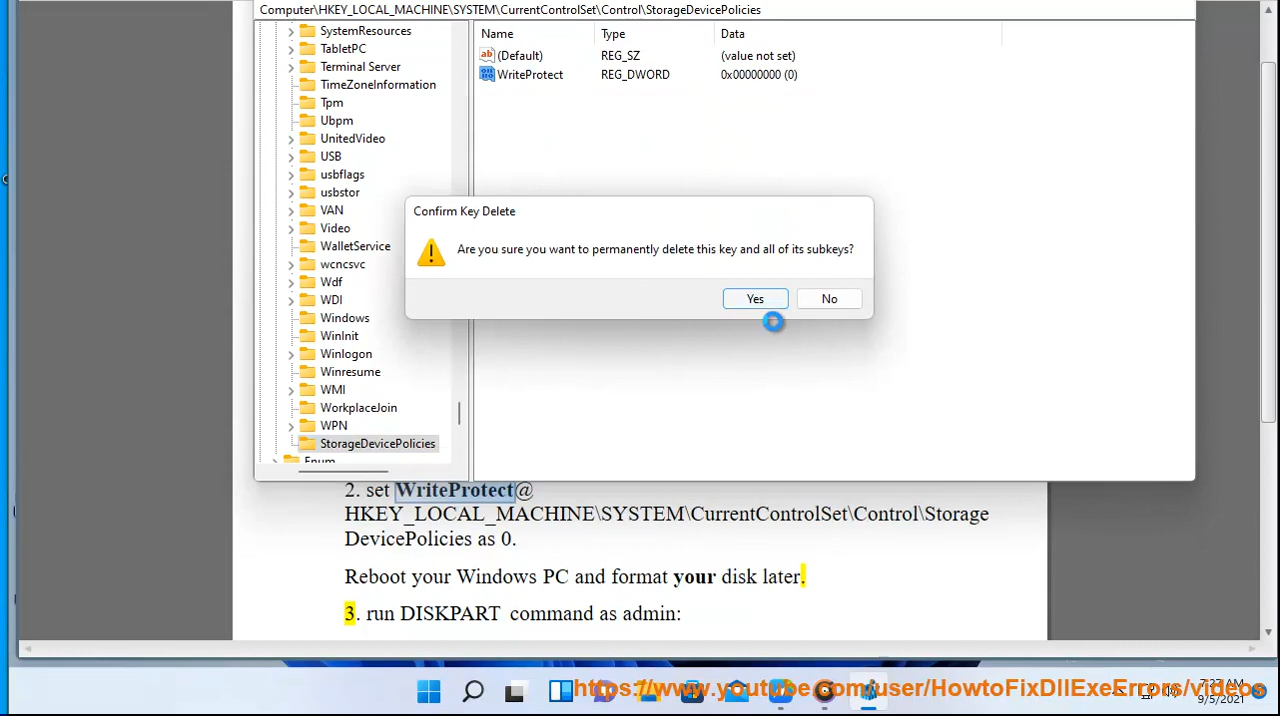 Computer\HKEY_LOCAL_MACHINE\SYSTEM\CurrentControlSet\Control\StorageDevicePolicies
SystemResources
TabletPC
Terminal Server
TimeZoneInformation
Tpm
Ubpm
UnitedVideo
USB
usbflags
usbstor
VAN
Video
WalletService
wcncsvc
Wdf
WDI
Windows
WinInit
Winlogon
Winresume
WMI
WorkplaceJoin
WPN
StorageDevicePolicies
Enum
Name Type Data
(Default) REG_SZ (value not set)
WriteProtect REG_DWORD 0x00000000 (0)
Confirm Key Delete
Are you sure you want to permanently delete this key and all of its subkeys?
Yes No
2. set WriteProtect@
HKEY_LOCAL_MACHINE\SYSTEM\CurrentControlSet\Control\Storage
DevicePolicies as 0.
Reboot your Windows PC and format your disk later.
3. run DISKPART command as admin:
https://www.youtube.com/user/HowtoFixDllExeErrors/videos
9/5/2021